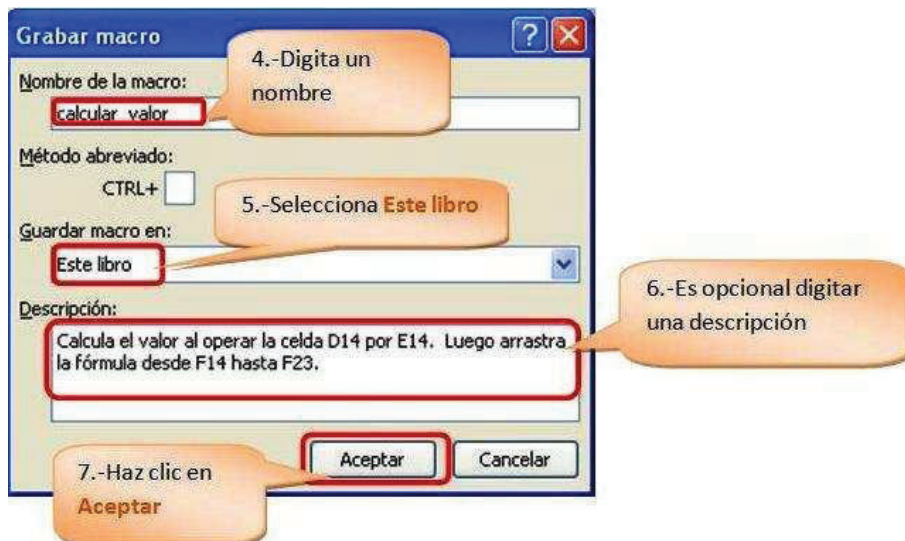 Grabar macro
4.-Digita un
nombre
Nombre de la macro:
calcular_valor
Método abreviado:
CTRL+
5.-Selecciona Este libro
Guardar macro en:
Este libro
6.-Es opcional digitar
una descripción
Descripción:
Calcula el valor al operar la celda D14 por E14. Luego arrastra
la fórmula desde F14 hasta F23.
Aceptar
Cancelar
7.-Haz clic en
Aceptar